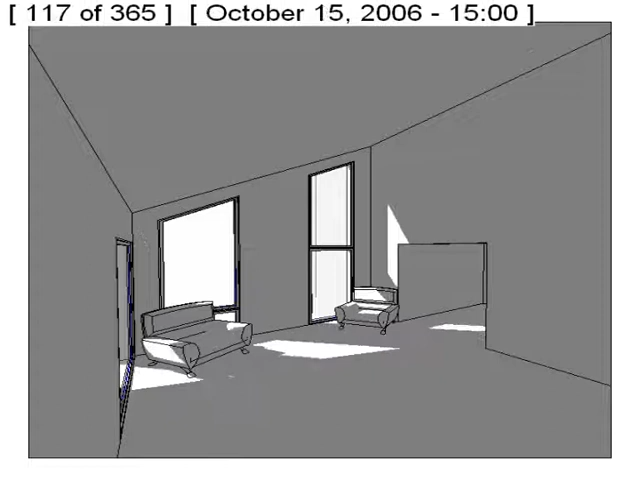 [ 117 of 365 ] [ October 15, 2006 - 15:00 ]